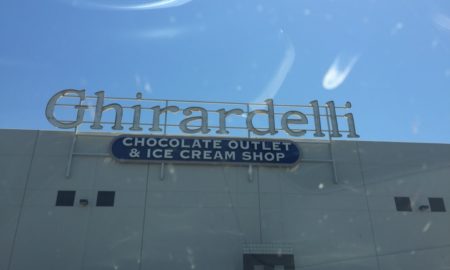 Ghirardelli
CHOCOLATE OUTLET
& ICE CREAM SHOP